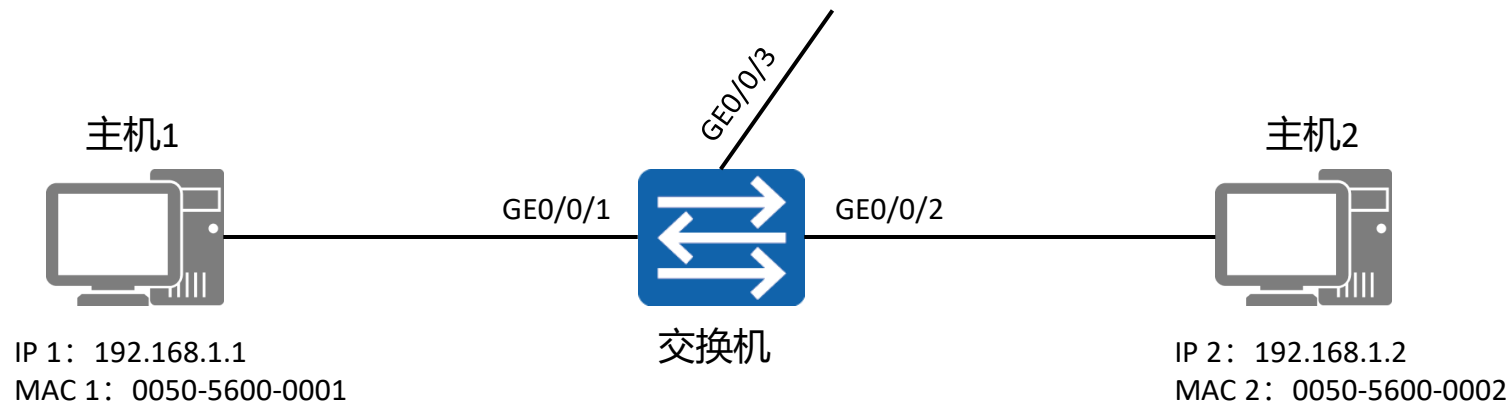 GE0/0/3
主机1
主机2
GE0/0/1
GE0/0/2
交换机
IP 1：192.168.1.1
MAC 1：0050-5600-0001
IP 2：192.168.1.2
MAC 2：0050-5600-0002